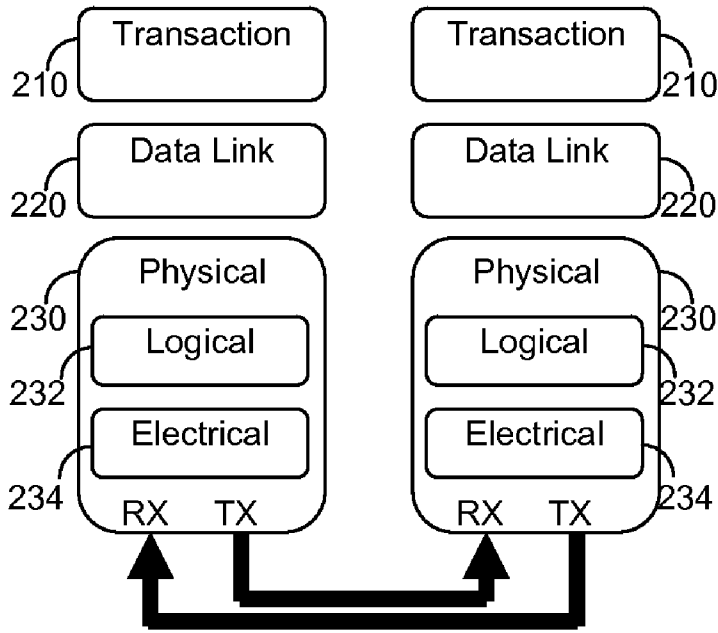 Transaction Transaction
210 210
Data Link Data Link
220 220
Physical Physical
230 230
Logical Logical
232 232
Electrical Electrical
234 234
RX TX RX TX